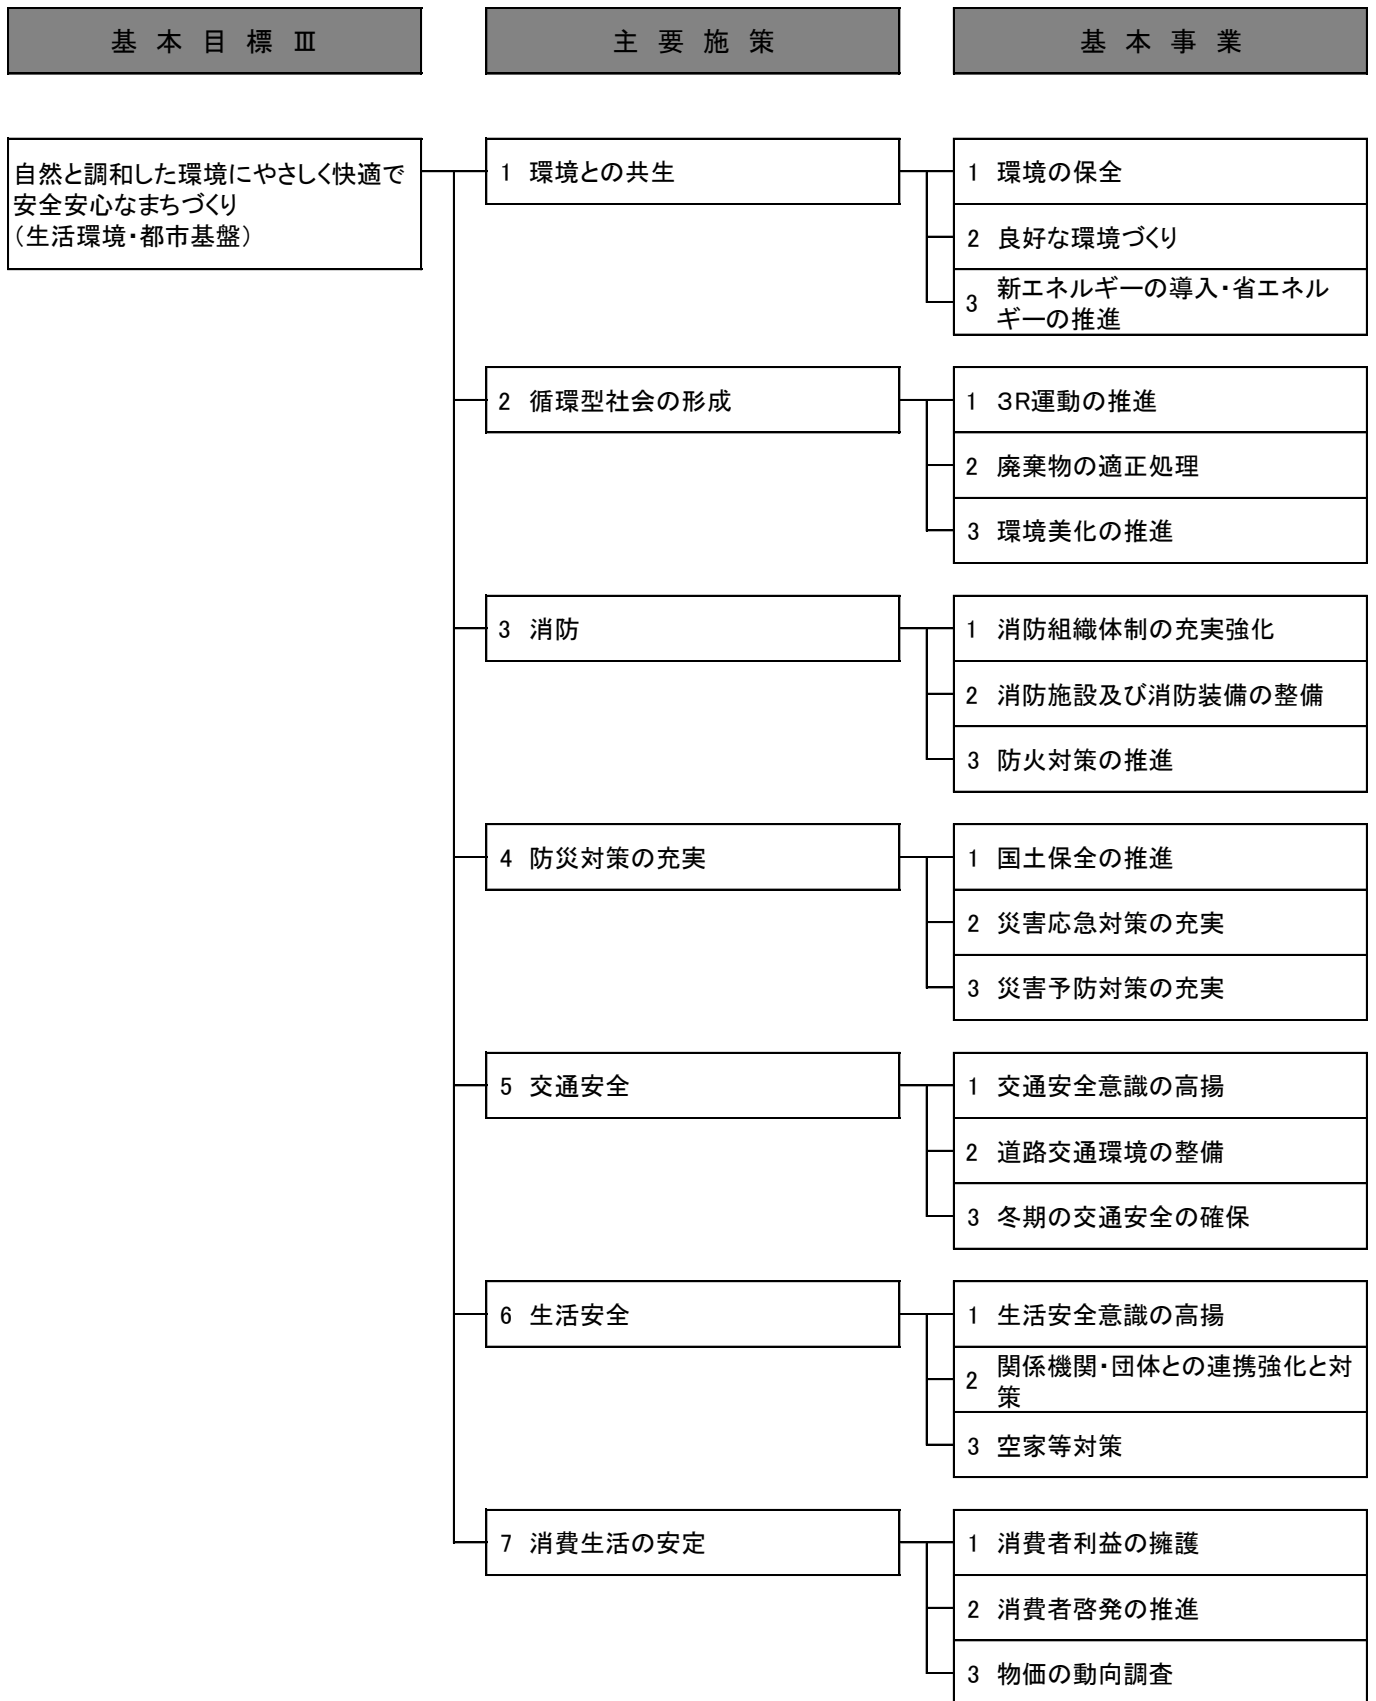 基本目標Ⅲ
主要施策
基本事業
自然と調和した環境にやさしく快適で
安全安心なまちづくり
（生活環境・都市基盤）
1 環境との共生
1 環境の保全
2 良好な環境づくり
3 新エネルギーの導入・省エネル
ギーの推進
2 循環型社会の形成
1 3R運動の推進
2 廃棄物の適正処理
3 環境美化の推進
3 消防
1 消防組織体制の充実強化
2 消防施設及び消防装備の整備
3 防火対策の推進
4 防災対策の充実
1 国土保全の推進
2 災害応急対策の充実
3 災害予防対策の充実
5 交通安全
1 交通安全意識の高揚
2 道路交通環境の整備
3 冬期の交通安全の確保
6 生活安全
1 生活安全意識の高揚
2 関係機関・団体との連携強化と対
策
3 空家等対策
7 消費生活の安定
1 消費者利益の擁護
2 消費者啓発の推進
3 物価の動向調査